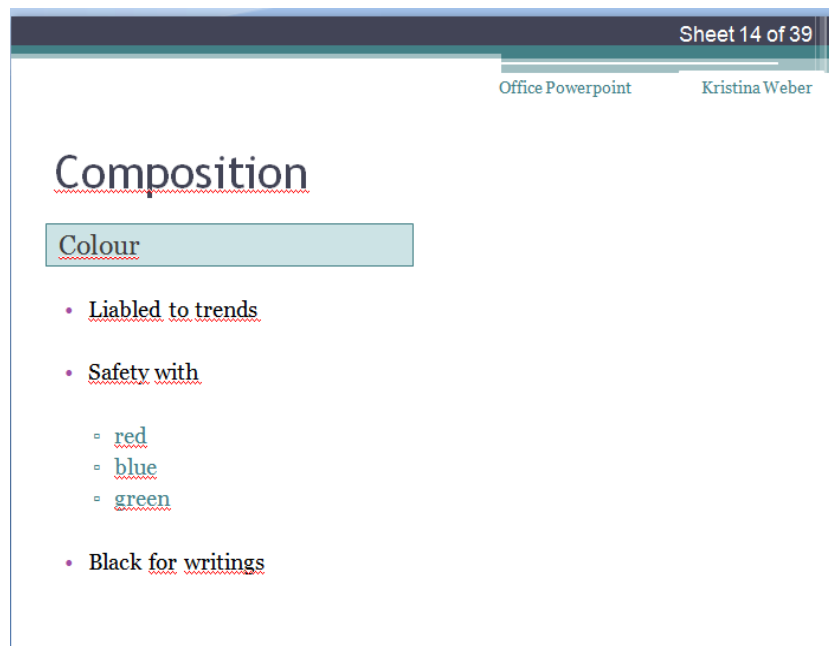 Sheet 14 of 39
Office Powerpoint Kristina Weber
Composition
Colour
• Liabled to trends
• Safety with
▫ red
▫ blue
▫ green
• Black for writings